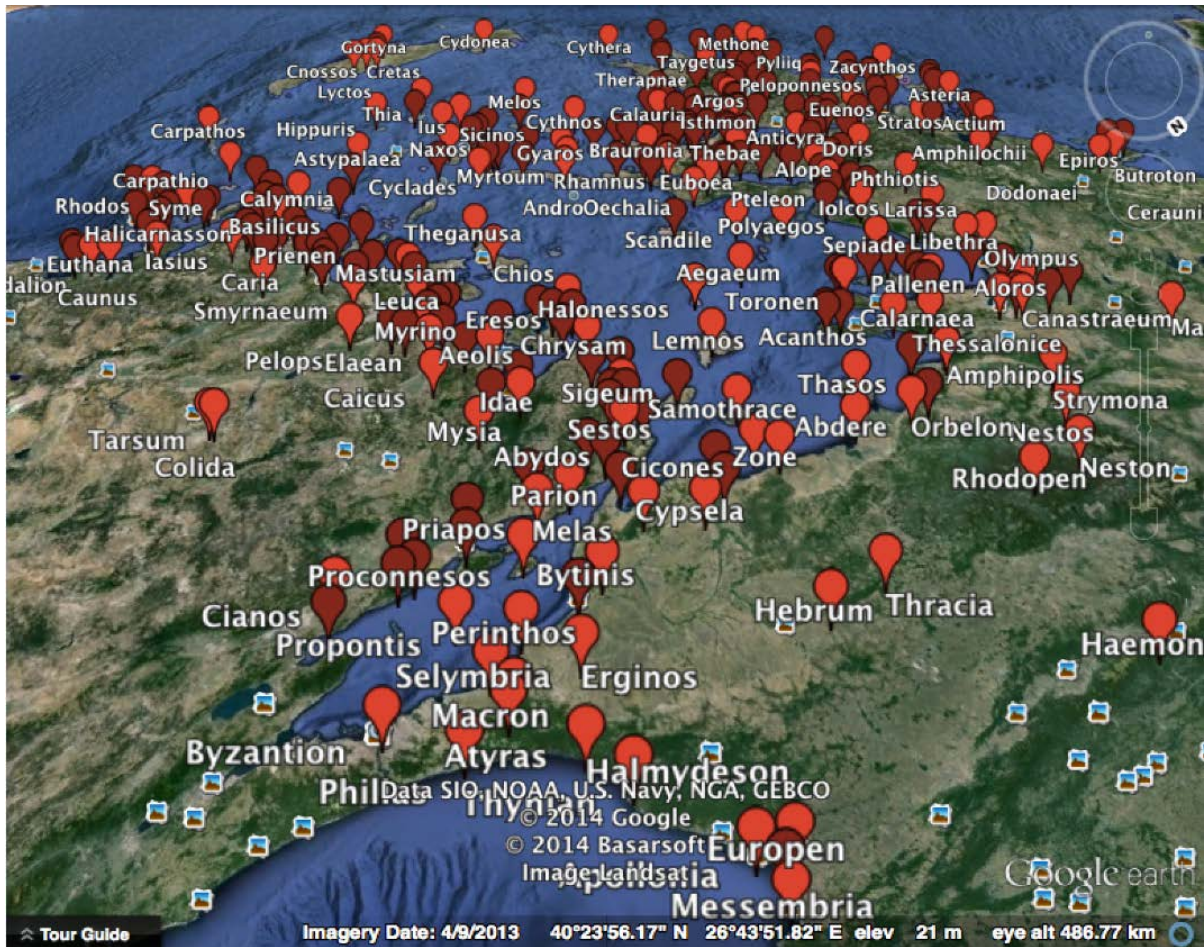 Gortyna
Cydonea
Cythera
Methone
Cnossos
Cretas
Taygetus
Pyliiq
Zacynthos
Lyctos
Therapnae
Peloponnesos
Thia
Ius
Melos
Calauria
Argos
Euenos
Asteria
Carpathos
Hippuris
Sicinos
Cythnos
Isthmon
Stratos
Actium
Astypalaea
Naxos
Gyaros
Brauronia
Thebae
Anticyra
Doris
Amphilochii
Epiros
Butroton
Carpathio
Cyclades
Myrtoum
Rhamnus
Euboea
Alope
Phthiotis
Dodonaei
Rhodos
Syme
Calymnia
AndroOechalia
Pteleon
Iolcos
Larissa
Ceraun
Halicarnasson
Basilicus
Theganusa
Scandile
Polyaegos
Sepiade
Libethra
Euthana
Iasius
Prienen
Mastusiam
Chios
Aegaeum
Olympus
dalion
Caunus
Caria
Leuca
Halonessos
Toronen
Pallenen
Aloros
Smyrnaeum
Myrino
Eresos
Chrysam
Lemnos
Acanthos
Calarnaea
Canastraeum
Ma
Pelops
Elaean
Aeolis
Thessalonice
Caicus
Idae
Sigeum
Samothrace
Thasos
Amphipolis
Strymona
Tarsum
Mysia
Sestos
Abdere
Orbelon
Nestos
Colida
Abydos
Cicones
Zone
Rhodopen
Neston
Parion
Cypsela
Priapos
Melas
Proconnesos
Bytinis
Cianos
Hebrum
Thracia
Propontis
Perinthos
Haemon
Selymbria
Erginos
Macron
Byzantion
Atyras
Halmydeson
Philias
Thynian
Data SIO, NOAA, U.S. Navy, NGA, GEBCO
© 2014 Google
© 2014 Basarsoft
Image Landsat
Europen
Apollonia
Messembria
Google earth
N
Tour Guide
Imagery Date: 4/9/2013 40°23'56.17" N 26°43'51.82" E elev 21 m eye alt 486.77 km